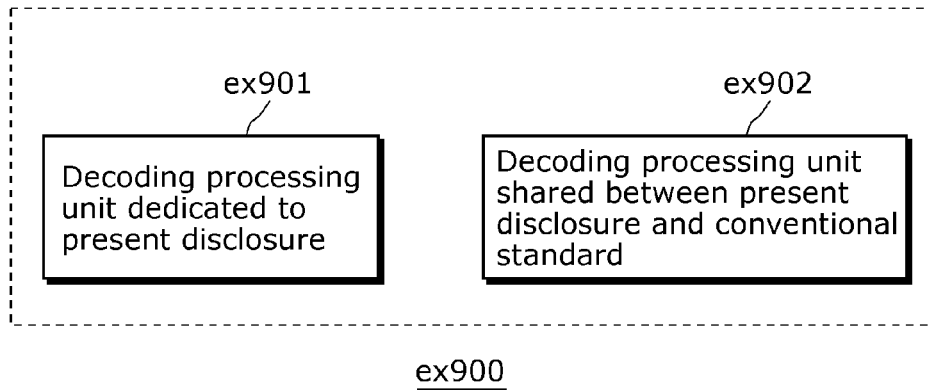 ex901
Decoding processing
unit dedicated to
present disclosure
ex902
Decoding processing unit
shared between present
disclosure and conventional
standard
ex900